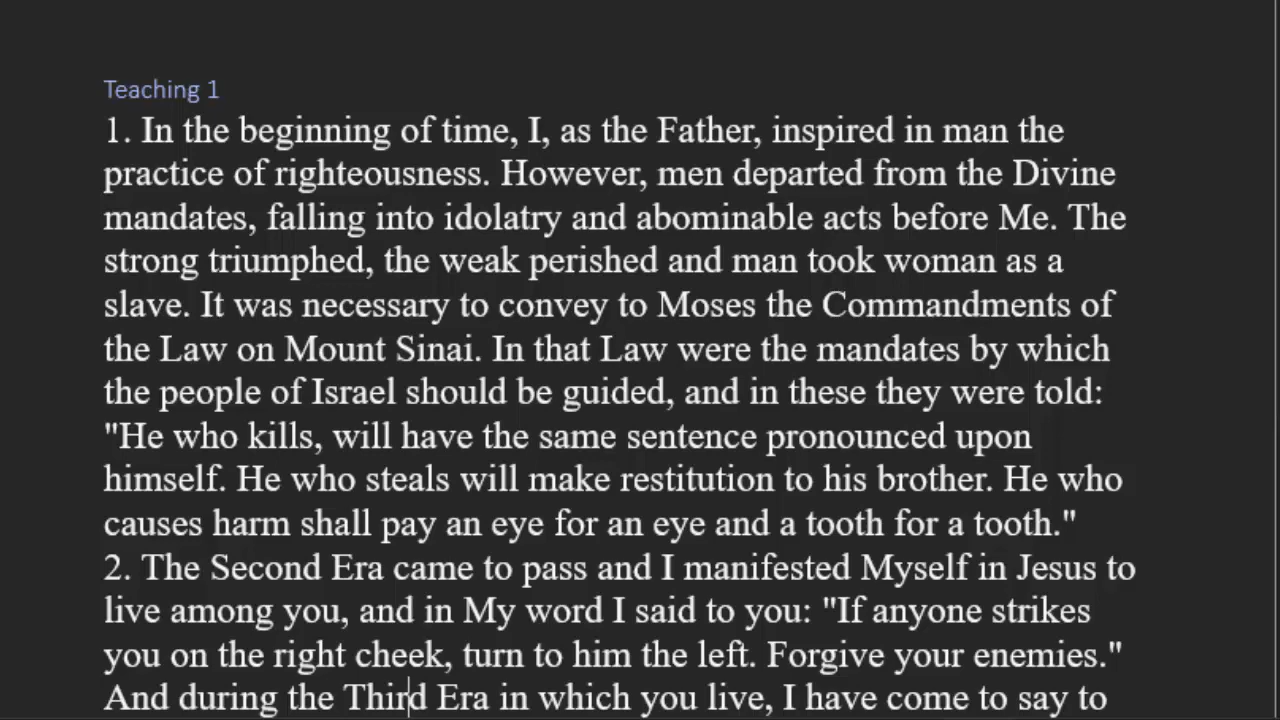 Teaching 1
1. In the beginning of time, I, as the Father, inspired in man the
practice of righteousness. However, men departed from the Divine
mandates, falling into idolatry and abominable acts before Me. The
strong triumphed, the weak perished and man took woman as a
slave. It was necessary to convey to Moses the Commandments of
the Law on Mount Sinai. In that Law were the mandates by which
the people of Israel should be guided, and in these they were told:
"He who kills, will have the same sentence pronounced upon
himself. He who steals will make restitution to his brother. He who
causes harm shall pay an eye for an eye and a tooth for a tooth."
2. The Second Era came to pass and I manifested Myself in Jesus to
live among you, and in My word I said to you: "If anyone strikes
you on the right cheek, turn to him the left. Forgive your enemies."
And during the Third Era in which you live, I have come to say to